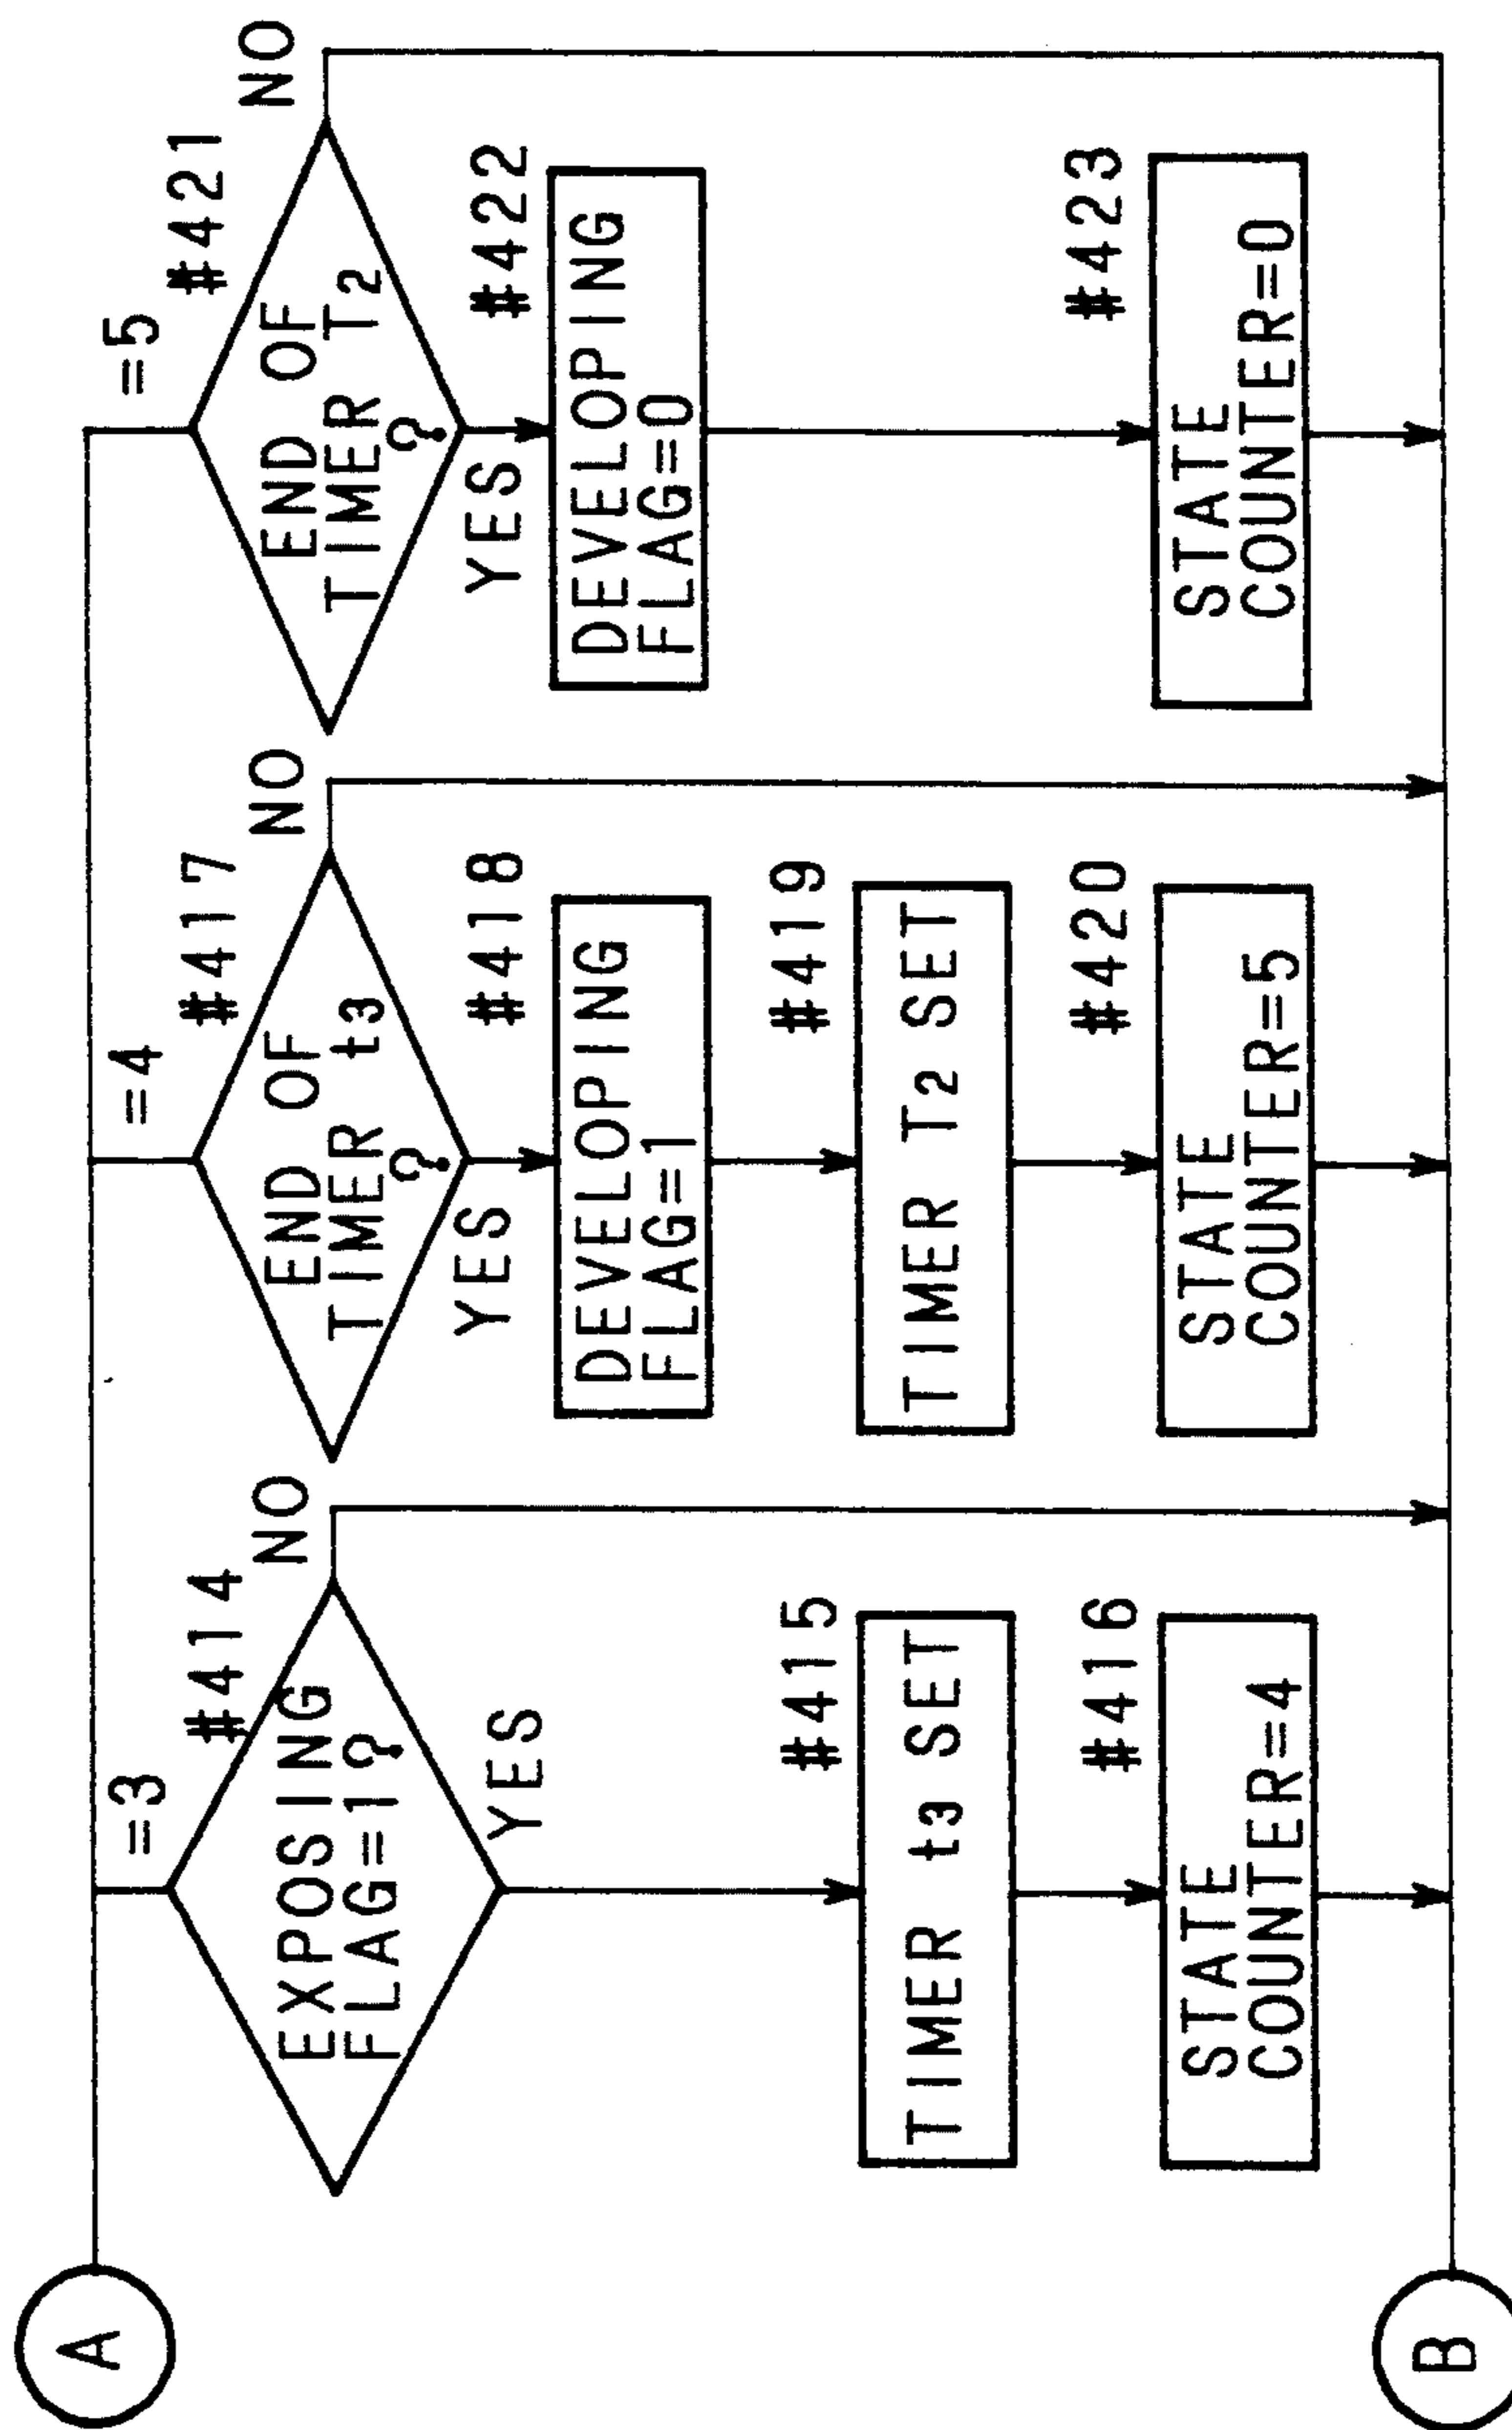 A
=3
#414
EXPOSING
FLAG=1?
NO
YES
#415
TIMER t3 SET
#416
STATE
COUNTER=4
=4
#417
END OF
TIMER t3
?
NO
YES
#418
DEVELOPING
FLAG=1
#419
TIMER T2 SET
#420
STATE
COUNTER=5
=5
#421
END OF
TIMER T2
?
NO
YES
#422
DEVELOPING
FLAG=0
#423
STATE
COUNTER=0
B